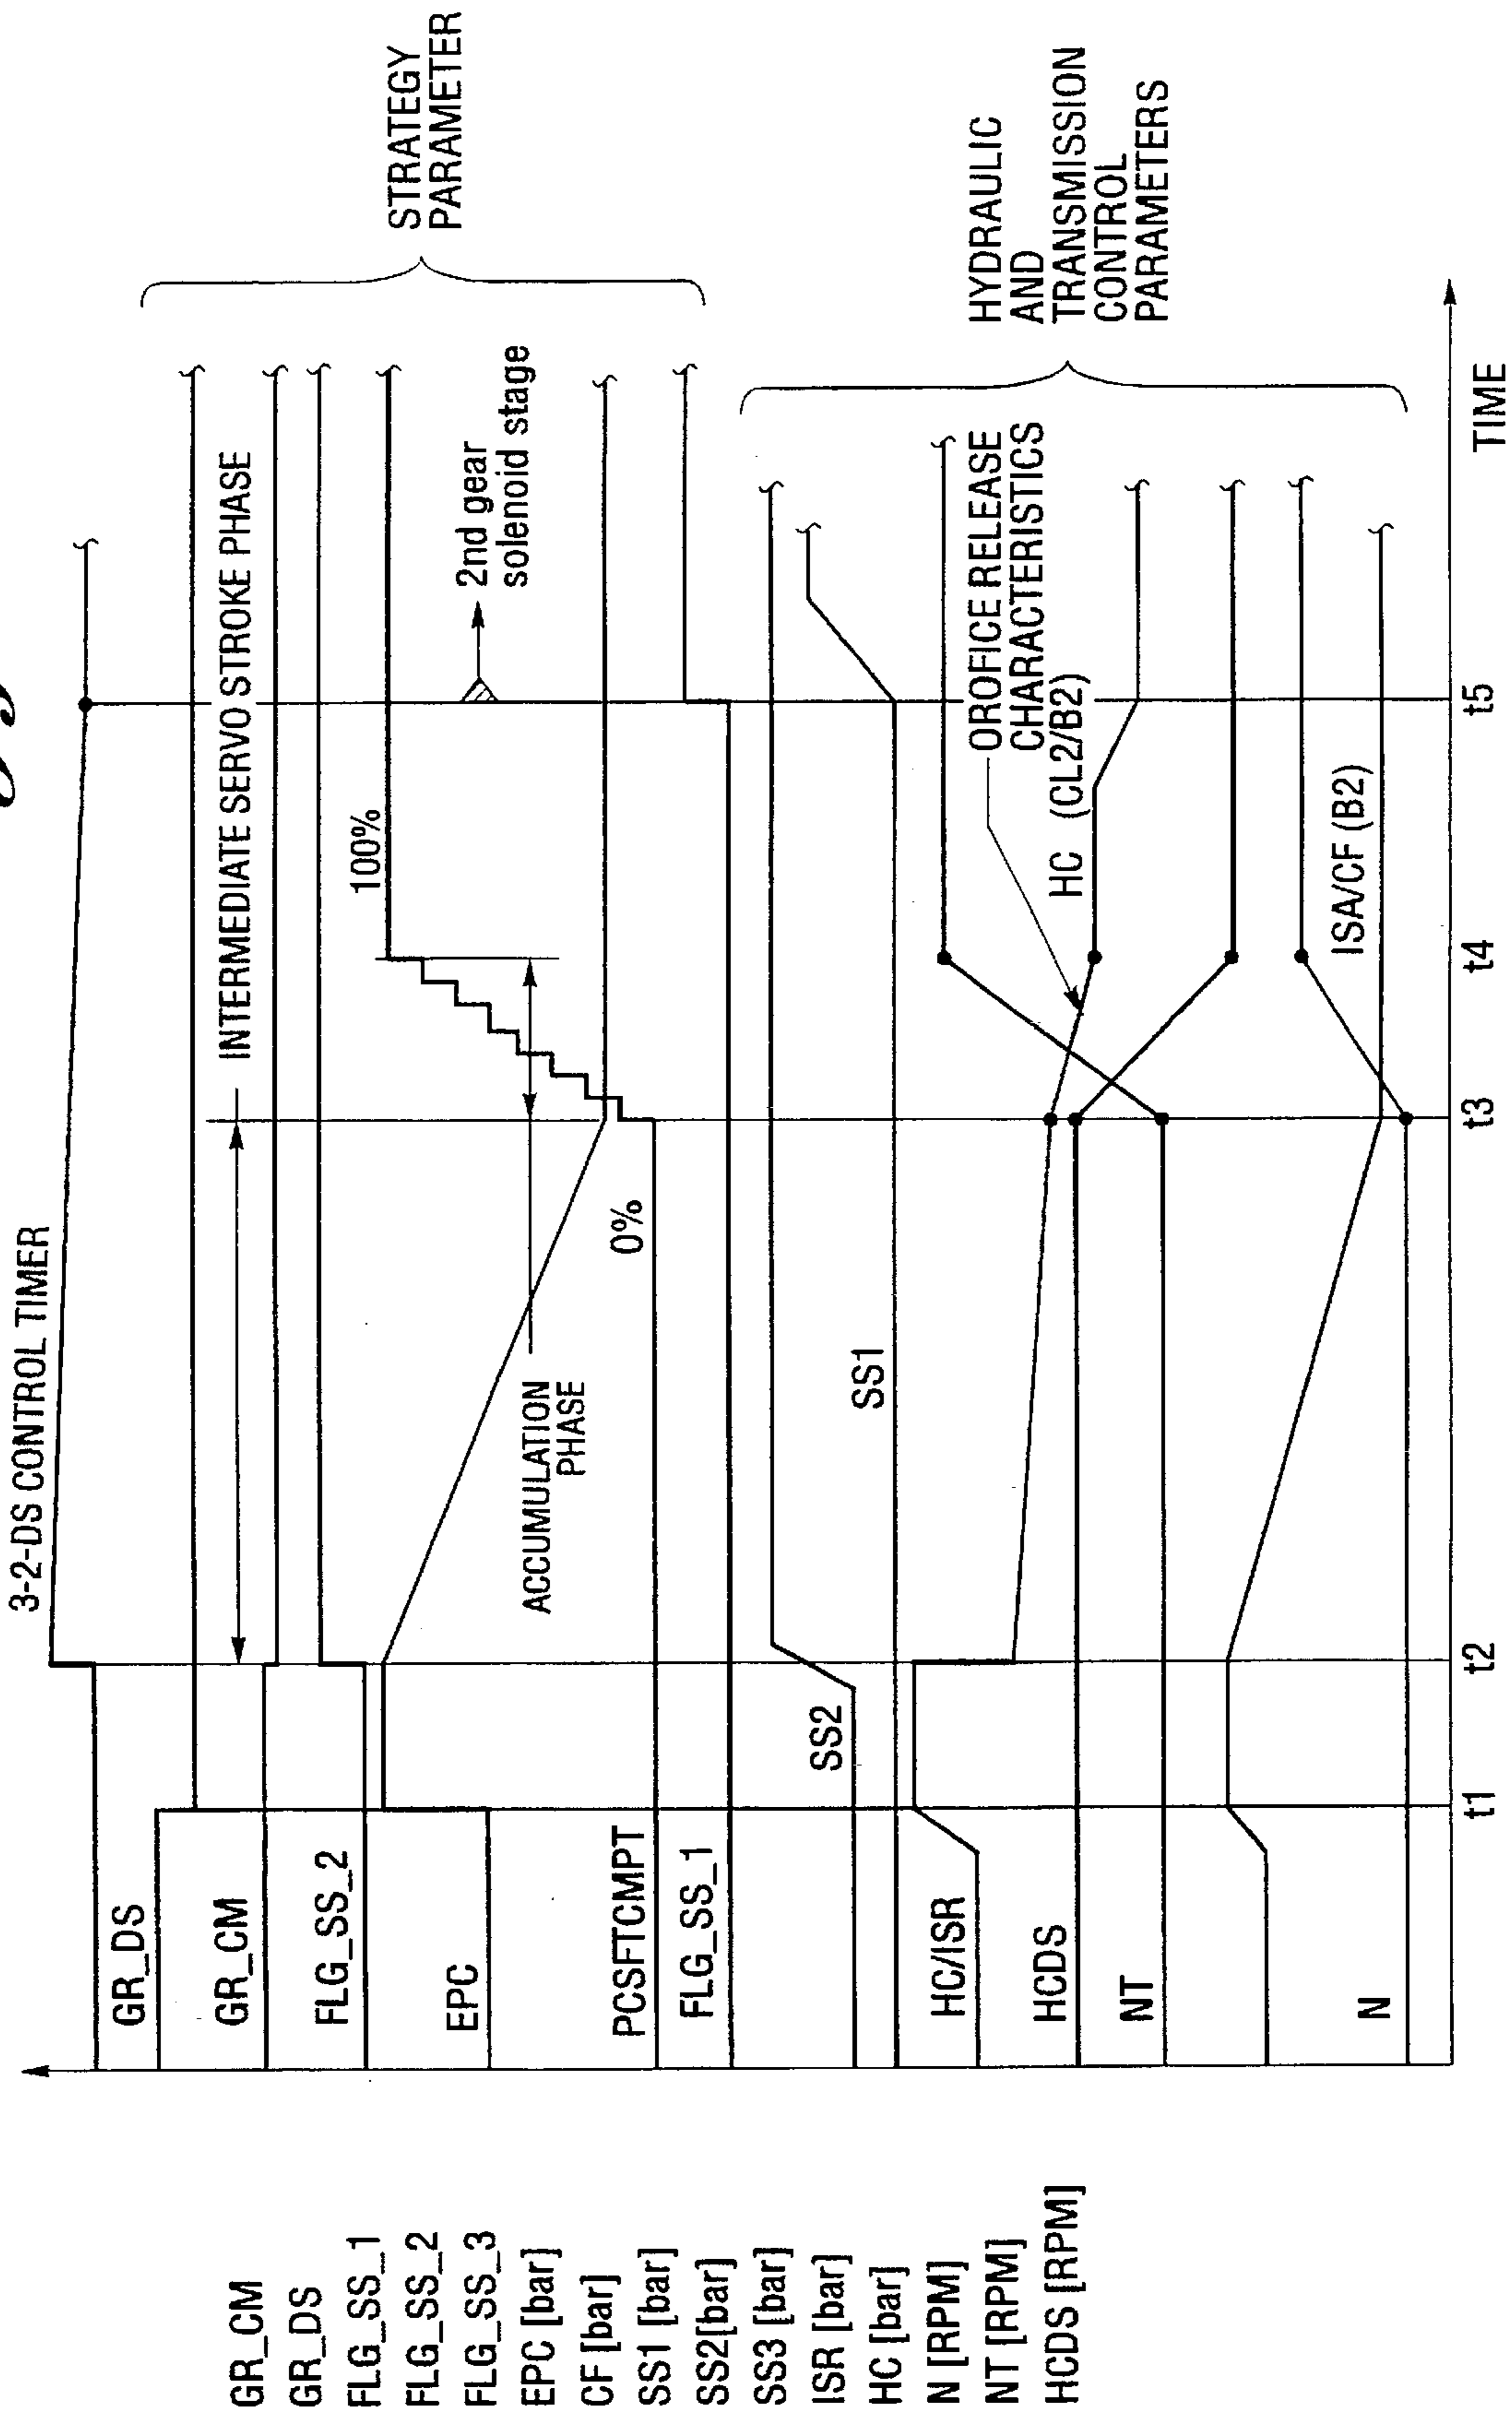 3-2-DS CONTROL TIMER
GR_DS
GR_CM
INTERMEDIATE SERVO STROKE PHASE
FLG_SS_2
EPC
100%
2nd gear
solenoid stage
ACCUMULATION
PHASE
0%
PCSFTCMPT
FLG_SS_1
STRATEGY
PARAMETER
SS2
SS1
HC/ISR
OROFICE RELEASE
CHARACTERISTICS
HC (CL2/B2)
HCDS
NT
ISA/CF (B2)
N
HYDRAULIC
AND
TRANSMISSION
CONTROL
PARAMETERS
t1
t2
t3
t4
t5
TIME
GR_CM
GR_DS
FLG_SS_1
FLG_SS_2
FLG_SS_3
EPC [bar]
CF [bar]
SS1 [bar]
SS2[bar]
SS3 [bar]
ISR [bar]
HC [bar]
N [RPM]
NT [RPM]
HCDS [RPM]